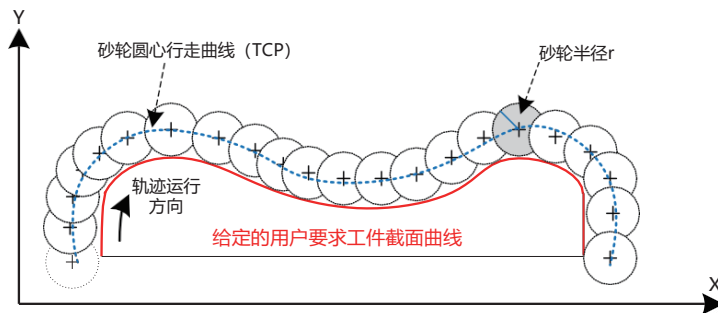 Y
砂轮圆心行走曲线（TCP）
砂轮半径r
轨迹运行
方向
给定的用户要求工件截面曲线
X